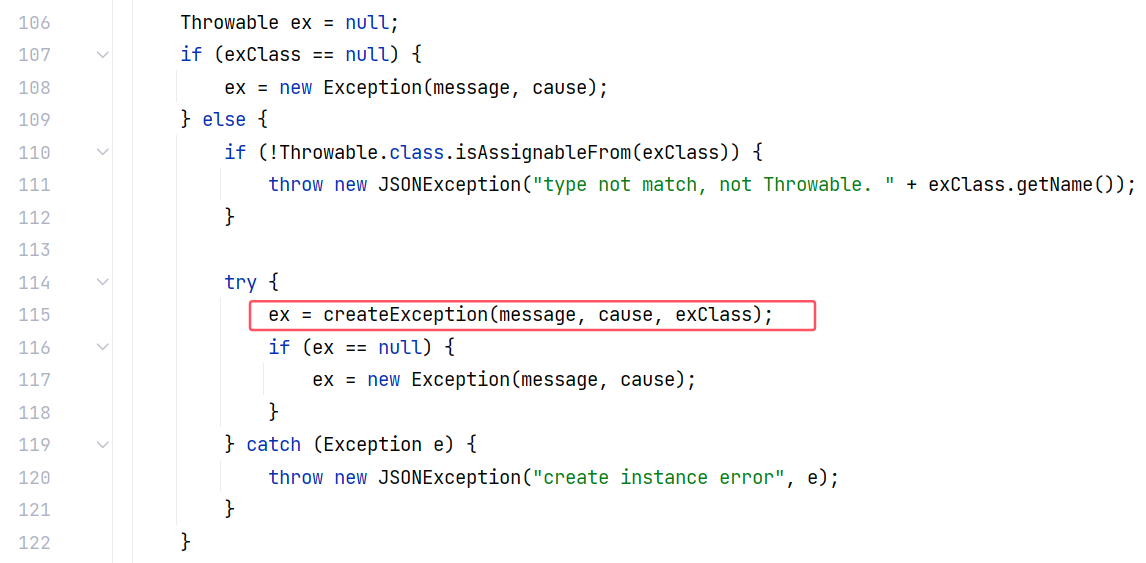 106 Throwable ex = null;
107 if (exClass == null) {
108 ex = new Exception(message, cause);
109 } else {
110 if (!Throwable.class.isAssignableFrom(exClass)) {
111 throw new JSONException("type not match, not Throwable. " + exClass.getName());
112 }
113
114 try {
115 ex = createException(message, cause, exClass);
116 if (ex == null) {
117 ex = new Exception(message, cause);
118 }
119 } catch (Exception e) {
120 throw new JSONException("create instance error", e);
121 }
122 }